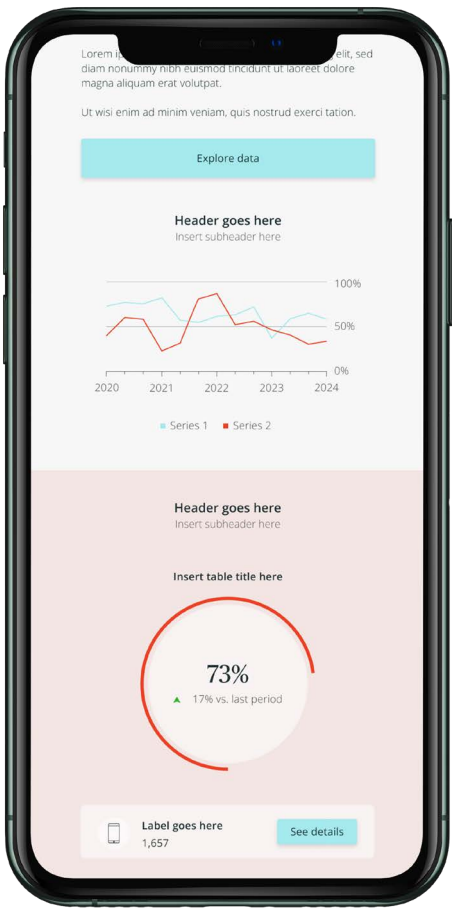 Lorem ip elit, sed
diam nonummy nibh euismod tincidunt ut laoreet dolore
magna aliquam erat volutpat.
Ut wisi enim ad minim veniam, quis nostrud exerci tation.
Explore data
Header goes here
Insert subheader here
100%
50%
0%
2020 2021 2022 2023 2024
Series 1 Series 2
Header goes here
Insert subheader here
Insert table title here
73%
17% vs. last period
Label goes here
1,657
See details